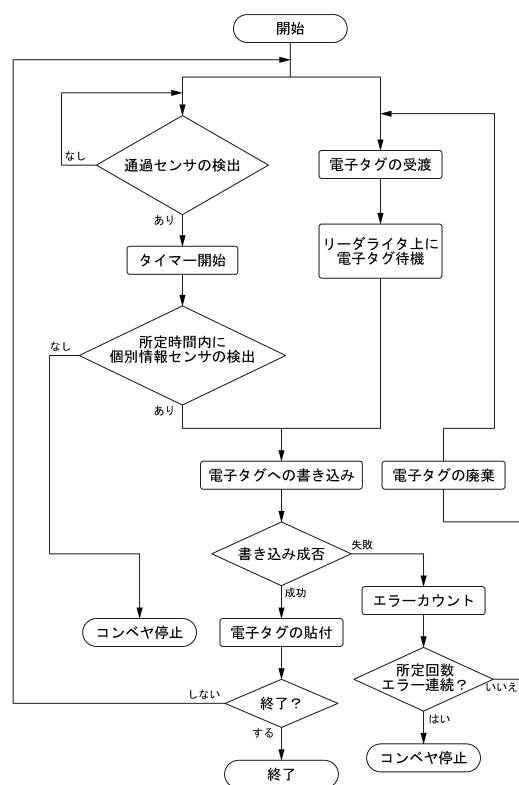 開始
なし
通過センサの検出
あり
電子タグの受渡
タイマー開始
リーダライタ上に
電子タグ待機
なし
所定時間内に
個別情報センサの検出
あり
電子タグへの書き込み
電子タグの廃棄
書き込み成否
失敗
成功
エラーカウント
コンベヤ停止
電子タグの貼付
所定回数
エラー連続？
いいえ
しない
終了？
はい
する
コンベヤ停止
終了